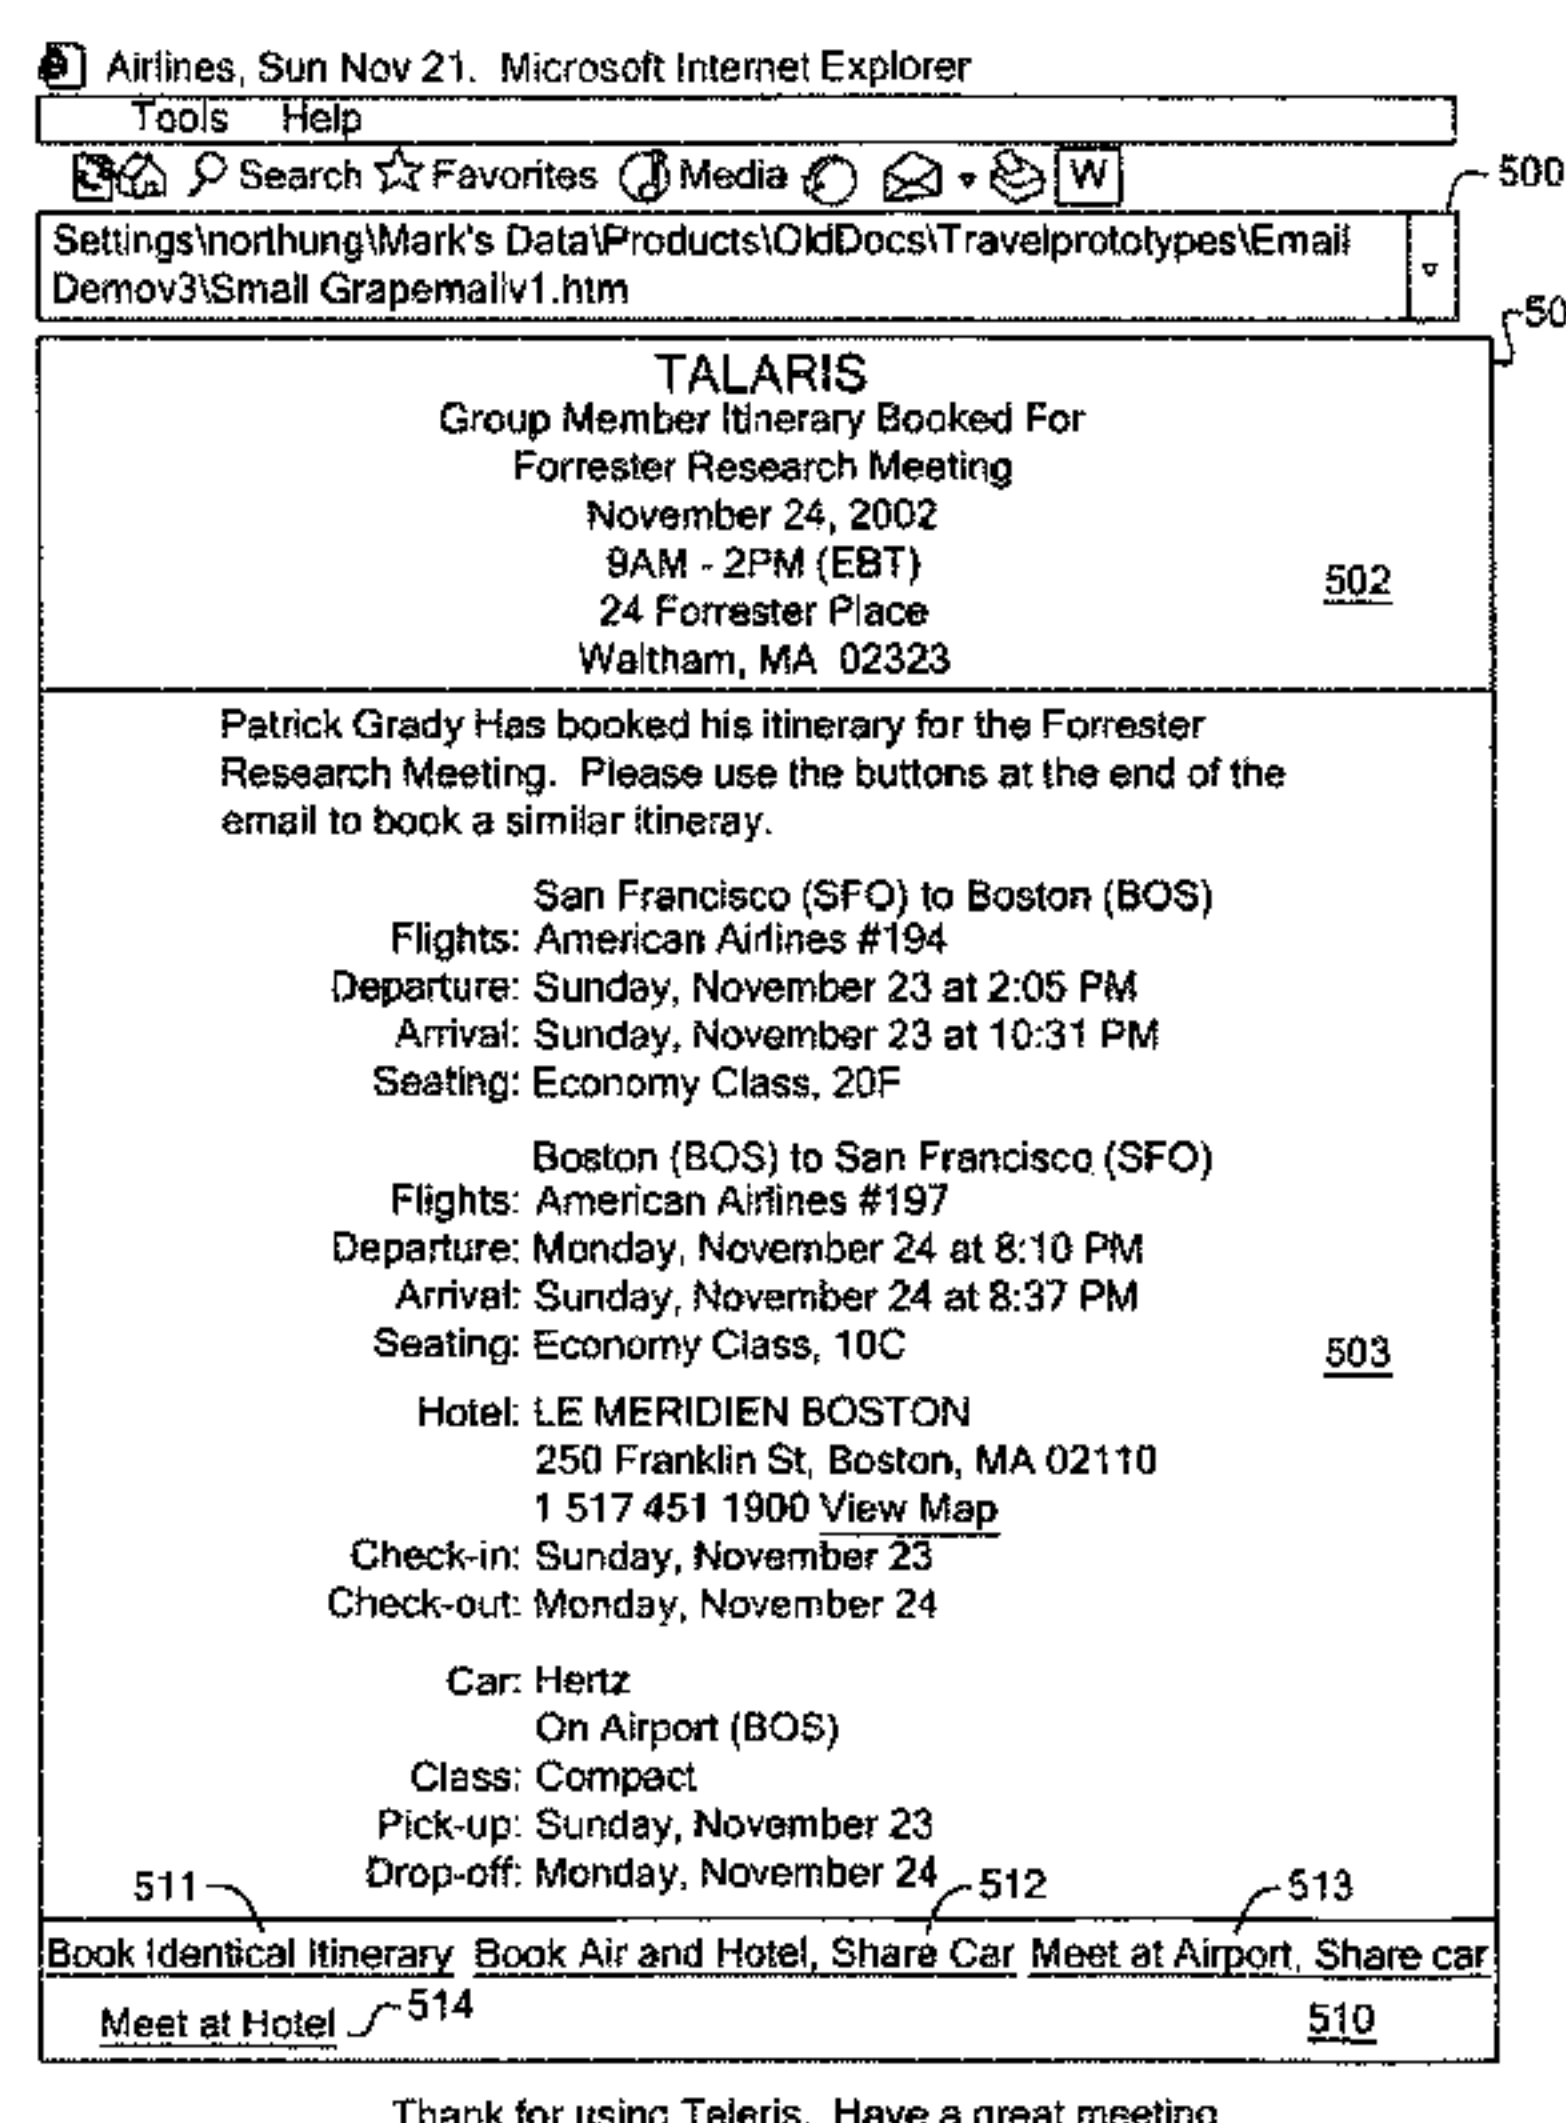 Airlines, Sun Nov 21. Microsoft Internet Explorer
Tools Help
Search Favorites Media W
500
Settings\northung\Mark's Data\Products\OldDocs\Travelprototypes\Email
Demov3\Small Grapemailv1.htm
50
TALARIS
Group Member Itinerary Booked For
Forrester Research Meeting
November 24, 2002
9AM - 2PM (EBT)
502
24 Forrester Place
Waltham, MA 02323
Patrick Grady Has booked his itinerary for the Forrester
Research Meeting. Please use the buttons at the end of the
email to book a similar itineray.
San Francisco (SFO) to Boston (BOS)
Flights: American Airlines #194
Departure: Sunday, November 23 at 2:05 PM
Arrival: Sunday, November 23 at 10:31 PM
Seating: Economy Class, 20F
Boston (BOS) to San Francisco (SFO)
Flights: American Airlines #197
Departure: Monday, November 24 at 8:10 PM
Arrival: Sunday, November 24 at 8:37 PM
Seating: Economy Class, 10C
503
Hotel: LE MERIDIEN BOSTON
250 Franklin St, Boston, MA 02110
1 517 451 1900 View Map
Check-in: Sunday, November 23
Check-out: Monday, November 24
Car: Hertz
On Airport (BOS)
Class: Compact
Pick-up: Sunday, November 23
Drop-off: Monday, November 24
511 512 513
Book Identical Itinerary Book Air and Hotel, Share Car Meet at Airport, Share car
Meet at Hotel 514 510
Thank for using Teleris. Have a great meeting